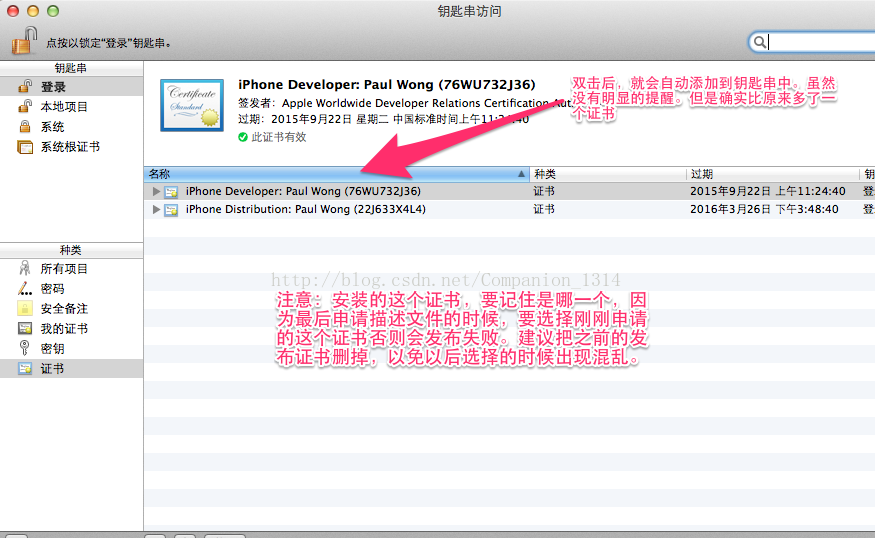 钥匙串访问
点按以锁定“登录”钥匙串。
钥匙串
登录
本地项目
系统
系统根证书
Certificate
Standard
iPhone Developer: Paul Wong (76WU732J36)
签发者：Apple Worldwide Developer Relations Certification Aut
过期：2015年9月22日 星期二 中国标准时间上午11:24:40
此证书有效
双击后，就会自动添加到钥匙串中。虽然
没有明显的提醒。但是确实比原来多了一
个证书
名称 种类 过期 钥
iPhone Developer: Paul Wong (76WU732J36) 证书 2015年9月22日 上午11:24:40 登
iPhone Distribution: Paul Wong (22J633X4L4) 证书 2016年3月26日 下午3:48:40 登
种类
所有项目
密码
安全备注
我的证书
密钥
证书
http://blog.csdn.net/Companion_1314
注意：安装的这个证书，要记住是哪一个，因
为最后申请描述文件的时候，要选择刚刚申请
的这个证书否则会发布失败。建议把之前的发
布证书删掉，以免以后选择的时候出现混乱。